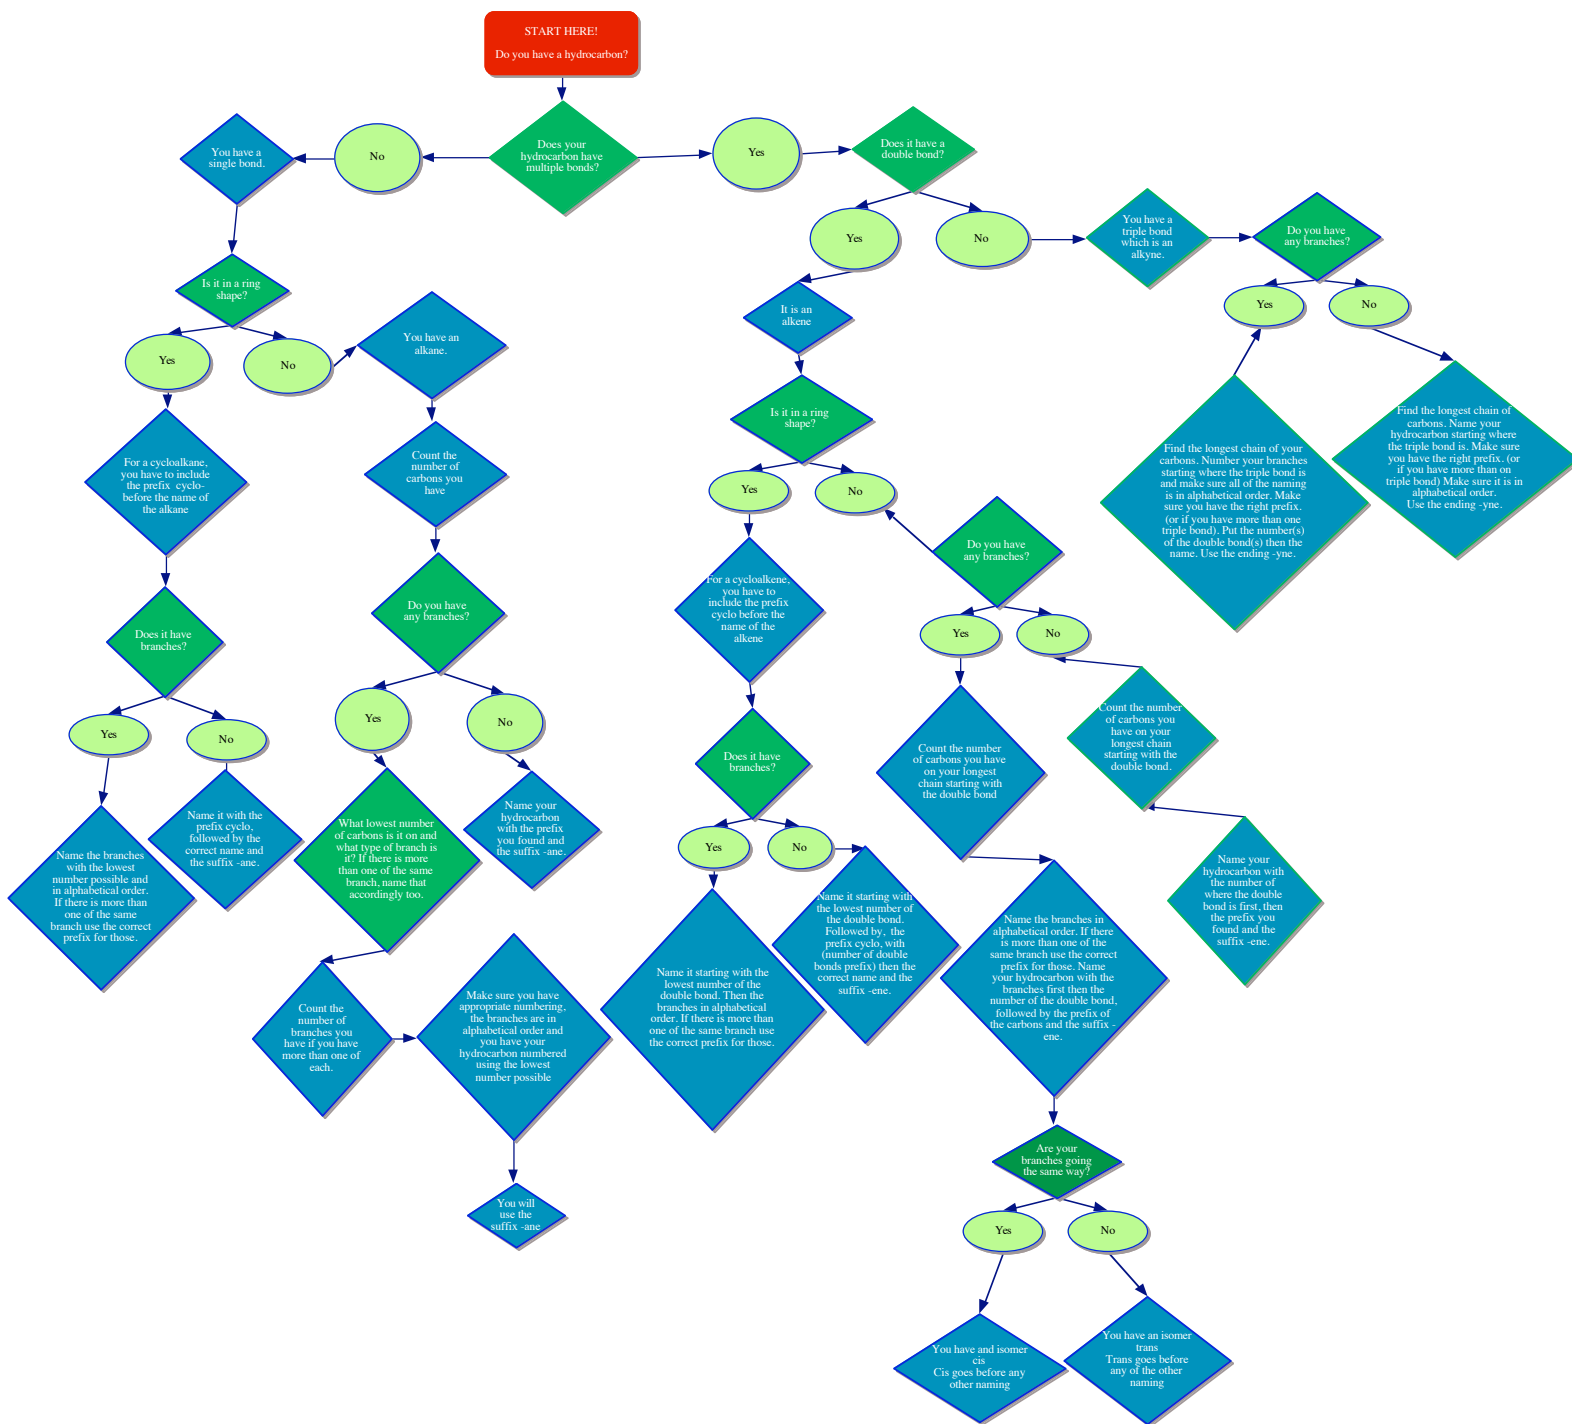 START HERE!
Do you have a hydrocarbon?
Does your
hydrocarbon have
multiple bonds?
No
You have a
single bond.
Yes
Does it have a
double bond?
Is it in a ring
shape?
Yes
No
You have an
alkane.
For a cycloalkane,
you have to include
the prefix  cyclo-
before the name of
the alkane
Does it have
branches?
Yes
No
Name the branches
with the lowest
number possible and
in alphabetical order.
If there is more than
one of the same
branch use the correct
prefix for those.
Name it with the
prefix cyclo,
followed by the
correct name and
the suffix -ane.
Count the
number of
carbons you
have
Do you have
any branches?
Yes
No
What lowest number
of carbons is it on and
what type of branch is
it? If there is more
than one of the same
branch, name that
accordingly too.
Name your
hydrocarbon
with the prefix
you found and
the suffix -ane.
Count the
number of
branches you
have if you have
more than one of
each.
Make sure you have
appropriate numbering,
the branches are in
alphabetical order and
you have your
hydrocarbon numbered
using the lowest
number possible
You will
use the
suffix -ane
Yes
No
It is an
alkene
Is it in a ring
shape?
Yes
No
For a cycloalkene,
you have to
include the prefix
cyclo before the
name of the
alkene
Does it have
branches?
Yes
No
Name it starting with the
lowest number of the
double bond. Then the
branches in alphabetical
order. If there is more than
one of the same branch use
the correct prefix for those.
Name it starting with
the lowest number of
the double bond.
Followed by,  the
prefix cyclo, with
(number of double
bonds prefix) then the
correct name and the
suffix -ene.
Do you have
any branches?
Yes
No
Count the number
of carbons you have
on your longest
chain starting with
the double bond
Name the branches in
alphabetical order. If there
is more than one of the
same branch use the correct
prefix for those. Name
your hydrocarbon with the
branches first then the
number of the double bond,
followed by the prefix of
the carbons and the suffix -
ene.
Are your
branches going
the same way?
Yes
No
You have and isomer
cis
Cis goes before any
other naming
You have an isomer
trans
Trans goes before
any of the other
naming
Count the number
of carbons you
have on your
longest chain
starting with the
double bond.
Name your
hydrocarbon with
the number of
where the double
bond is first, then
the prefix you
found and the
suffix -ene.
You have a
triple bond
which is an
alkyne.
Do you have
any branches?
Yes
No
Find the longest chain of your
carbons. Number your branches
starting where the triple bond is
and make sure all of the naming
is in alphabetical order. Make
sure you have the right prefix.
(or if you have more than one
triple bond). Put the number(s)
of the double bond(s) then the
name. Use the ending -yne.
Find the longest chain of
carbons. Name your
hydrocarbon starting where
the triple bond is. Make sure
you have the right prefix. (or
if you have more than on
triple bond) Make sure it is in
alphabetical order.
Use the ending -yne.